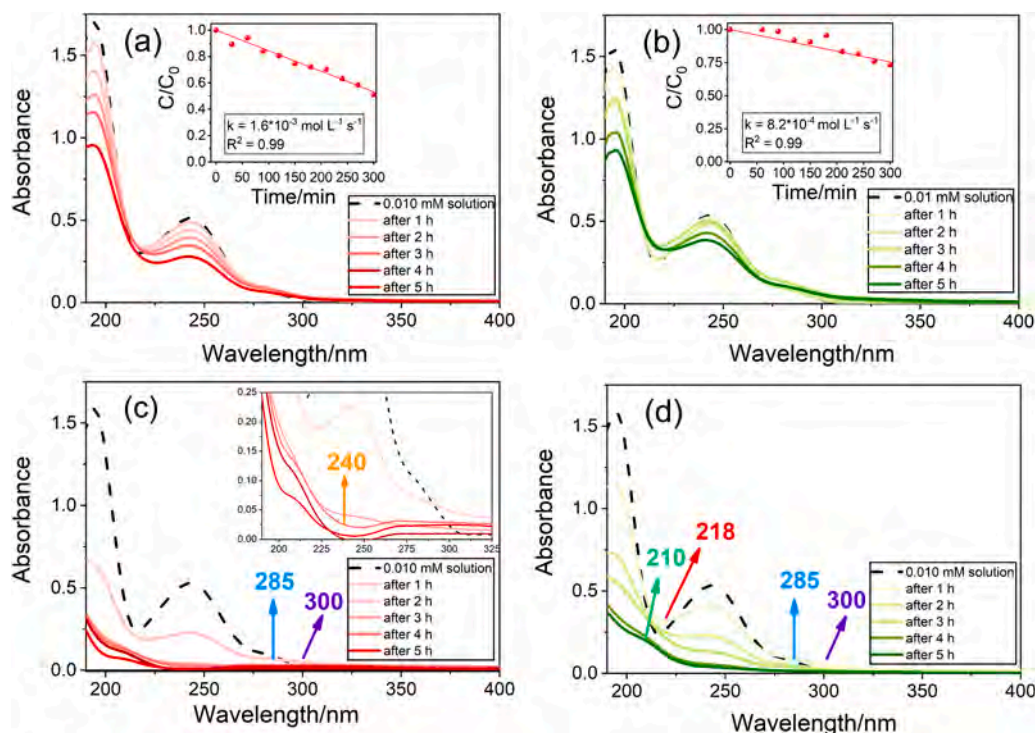 (a)
C/C0
1.0
0.8
0.6
0.4
0.2
0.0
k = 1.6*10⁻³ mol L⁻¹ s⁻¹
R² = 0.99
0 50 100 150 200 250 300
Time/min
Absorbance
1.5
1.0
0.5
0.0
0.010 mM solution
after 1 h
after 2 h
after 3 h
after 4 h
after 5 h
200 250 300 350 400
Wavelength/nm
(b)
C/C0
1.00
0.75
0.50
0.25
0.00
k = 8.2*10⁻⁴ mol L⁻¹ s⁻¹
R² = 0.99
0 50 100 150 200 250 300
Time/min
Absorbance
1.5
1.0
0.5
0.0
0.01 mM solution
after 1 h
after 2 h
after 3 h
after 4 h
after 5 h
200 250 300 350 400
Wavelength/nm
(c)
0.25
0.20
0.15
0.10
0.05
0.00
240
200 225 250 275 300 325
Absorbance
1.5
1.0
0.5
0.0
285
300
0.010 mM solution
after 1 h
after 2 h
after 3 h
after 4 h
after 5 h
200 250 300 350 400
Wavelength/nm
(d)
Absorbance
1.5
1.0
0.5
0.0
210
218
285
300
0.010 mM solution
after 1 h
after 2 h
after 3 h
after 4 h
after 5 h
200 250 300 350 400
Wavelength/nm